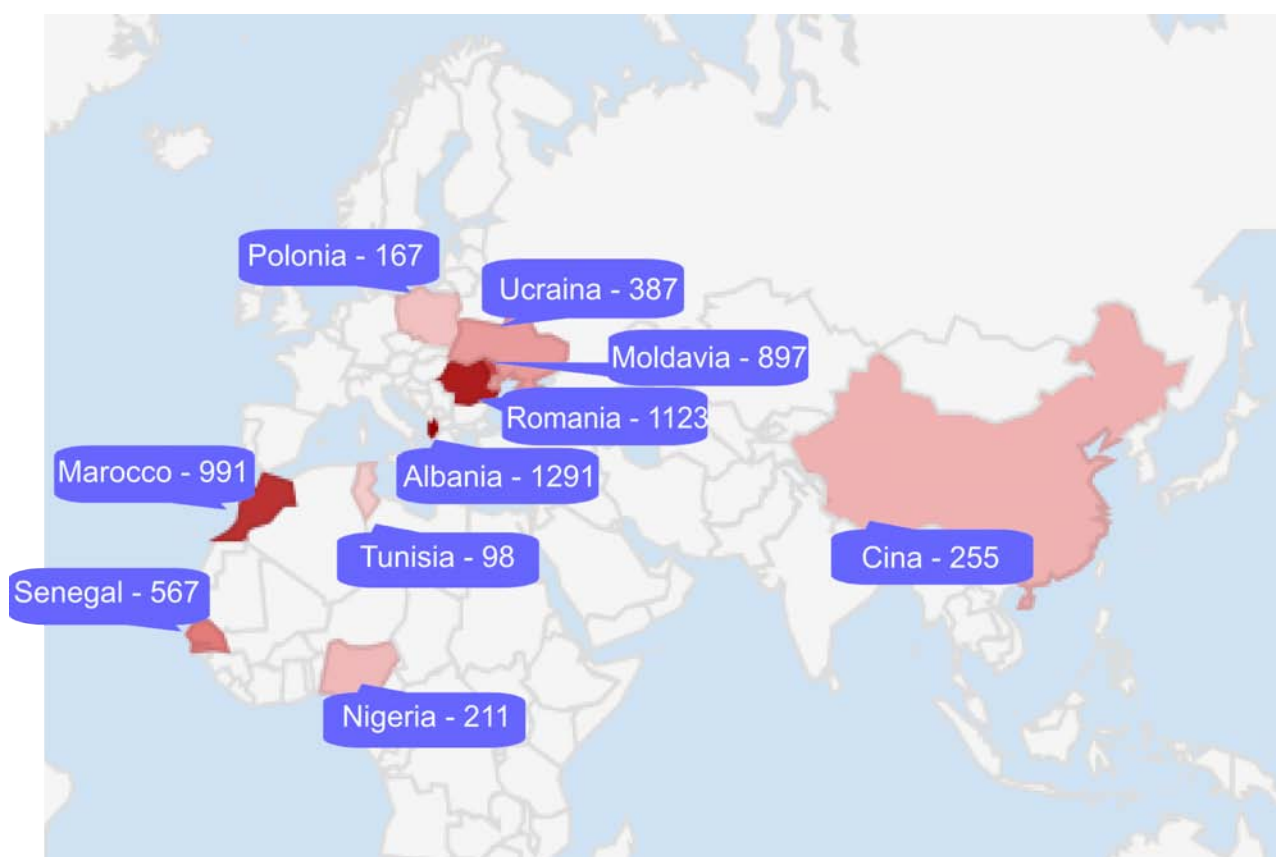 Polonia - 167
Ucraina - 387
Moldavia - 897
Romania - 1123
Marocco - 991
Albania - 1291
Tunisia - 98
Cina - 255
Senegal - 567
Nigeria - 211